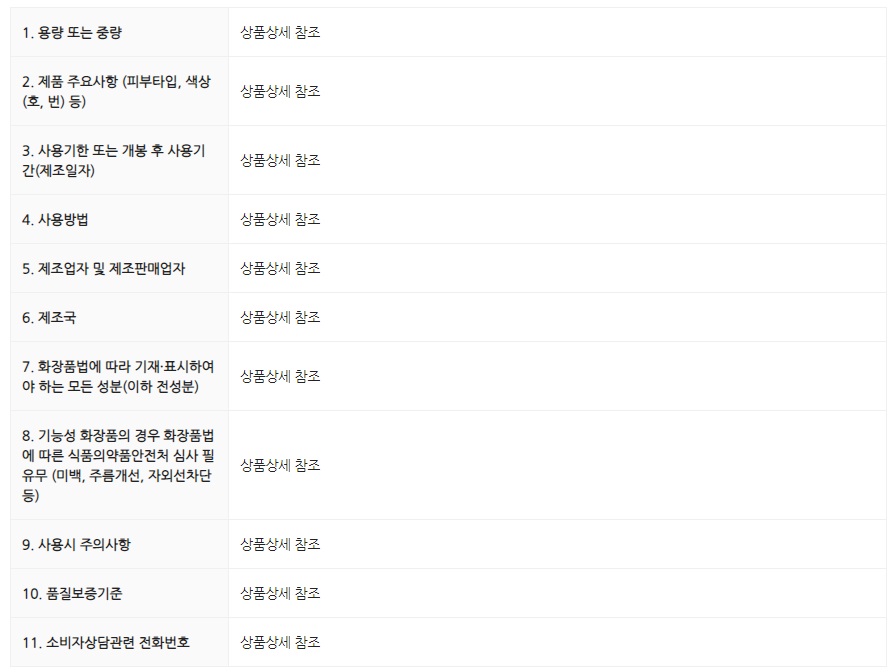 1. 용량 또는 중량
상품상세 참조
2. 제품 주요사항 (피부타입, 색상
(호, 번) 등)
상품상세 참조
3. 사용기한 또는 개봉 후 사용기
간(제조일자)
상품상세 참조
4. 사용방법
상품상세 참조
5. 제조업자 및 제조판매업자
상품상세 참조
6. 제조국
상품상세 참조
7. 화장품법에 따라 기재·표시하여
야 하는 모든 성분(이하 전성분)
상품상세 참조
8. 기능성 화장품의 경우 화장품법
에 따른 식품의약품안전처 심사 필
유무 (미백, 주름개선, 자외선차단
등)
상품상세 참조
9. 사용시 주의사항
상품상세 참조
10. 품질보증기준
상품상세 참조
11. 소비자상담관련 전화번호
상품상세 참조